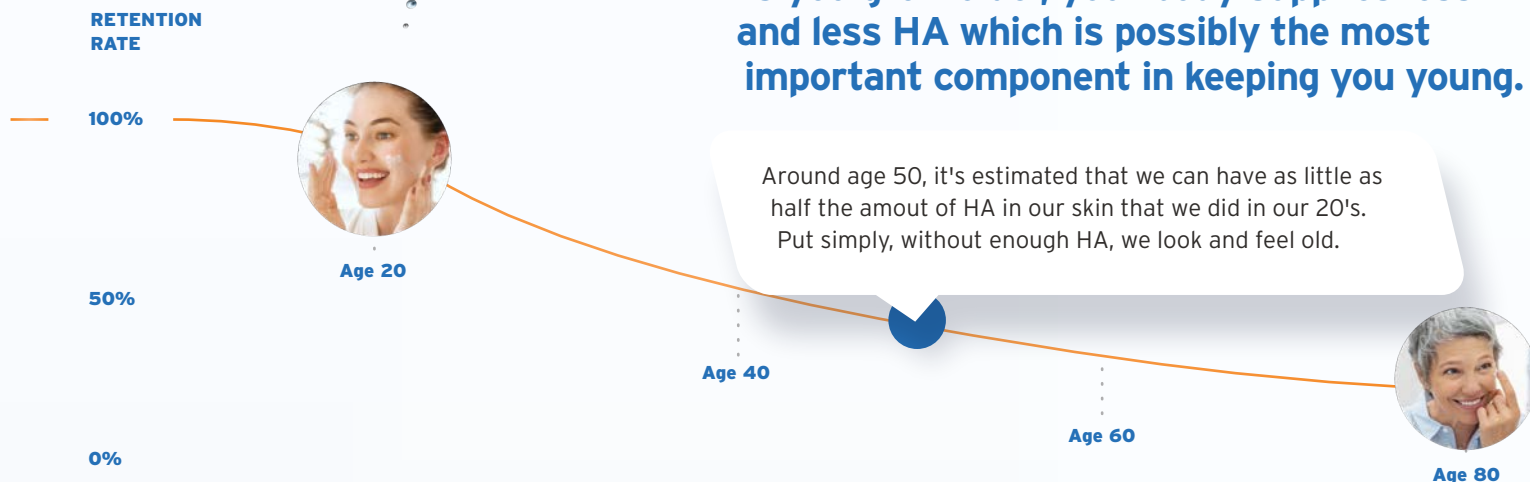 RETENTION
RATE
and less HA which is possibly the most
important component in keeping you young.
100%
Around age 50, it's estimated that we can have as little as
half the amout of HA in our skin that we did in our 20's.
Put simply, without enough HA, we look and feel old.
Age 20
50%
Age 40
Age 60
0%
Age 80